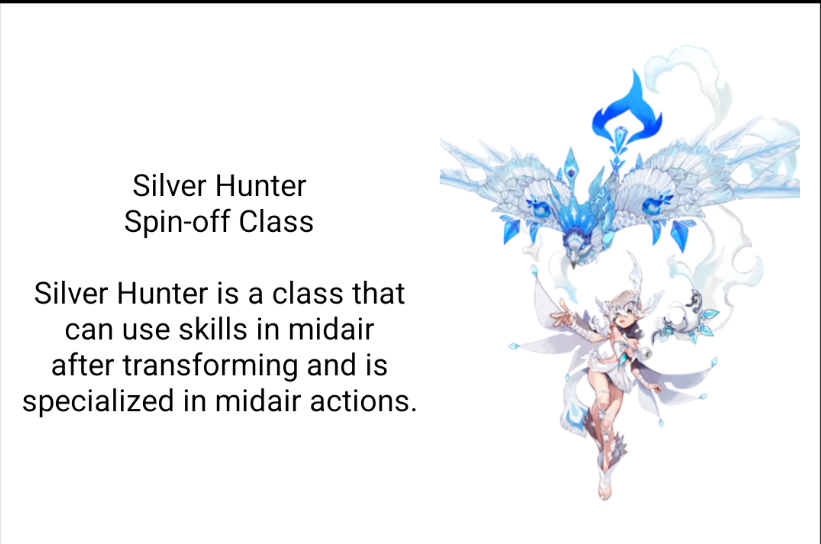 Silver Hunter
Spin-off Class
Silver Hunter is a class that
can use skills in midair
after transforming and is
specialized in midair actions.